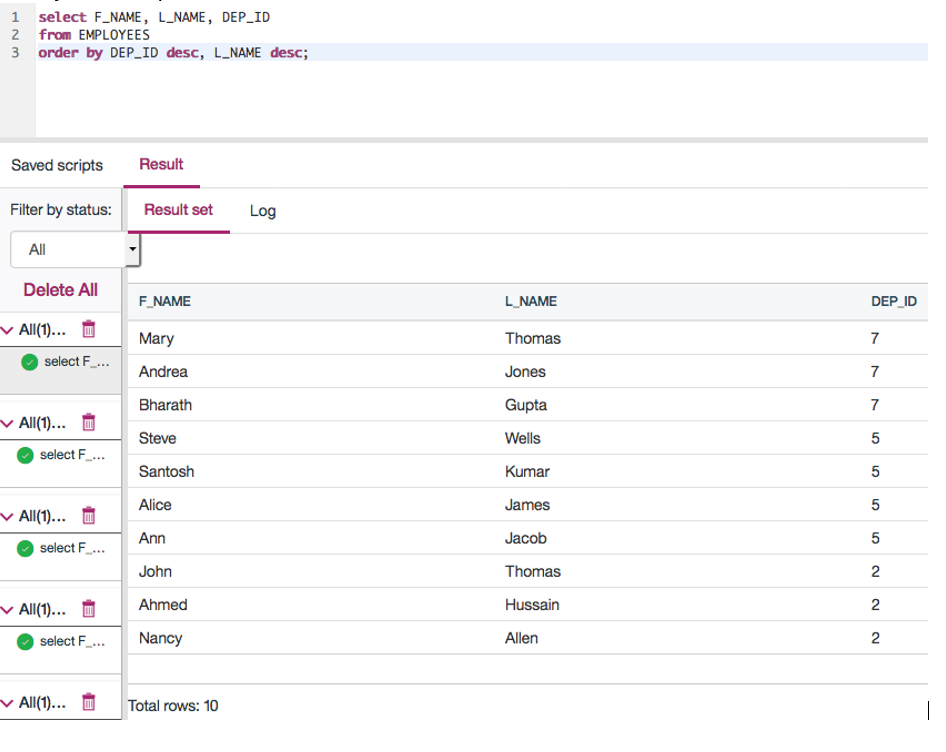 1 select F_NAME, L_NAME, DEP_ID
2 from EMPLOYEES
3 order by DEP_ID desc, L_NAME desc;
Saved scripts Result
Filter by status: Result set Log
All
Delete All
F_NAME L_NAME DEP_ID
All(1)... Mary Thomas 7
select F_... Andrea Jones 7
Bharath Gupta 7
All(1)... Steve Wells 5
select F_... Santosh Kumar 5
All(1)... Alice James 5
select F_... Ann Jacob 5
John Thomas 2
All(1)... Ahmed Hussain 2
select F_... Nancy Allen 2
All(1)... Total rows: 10